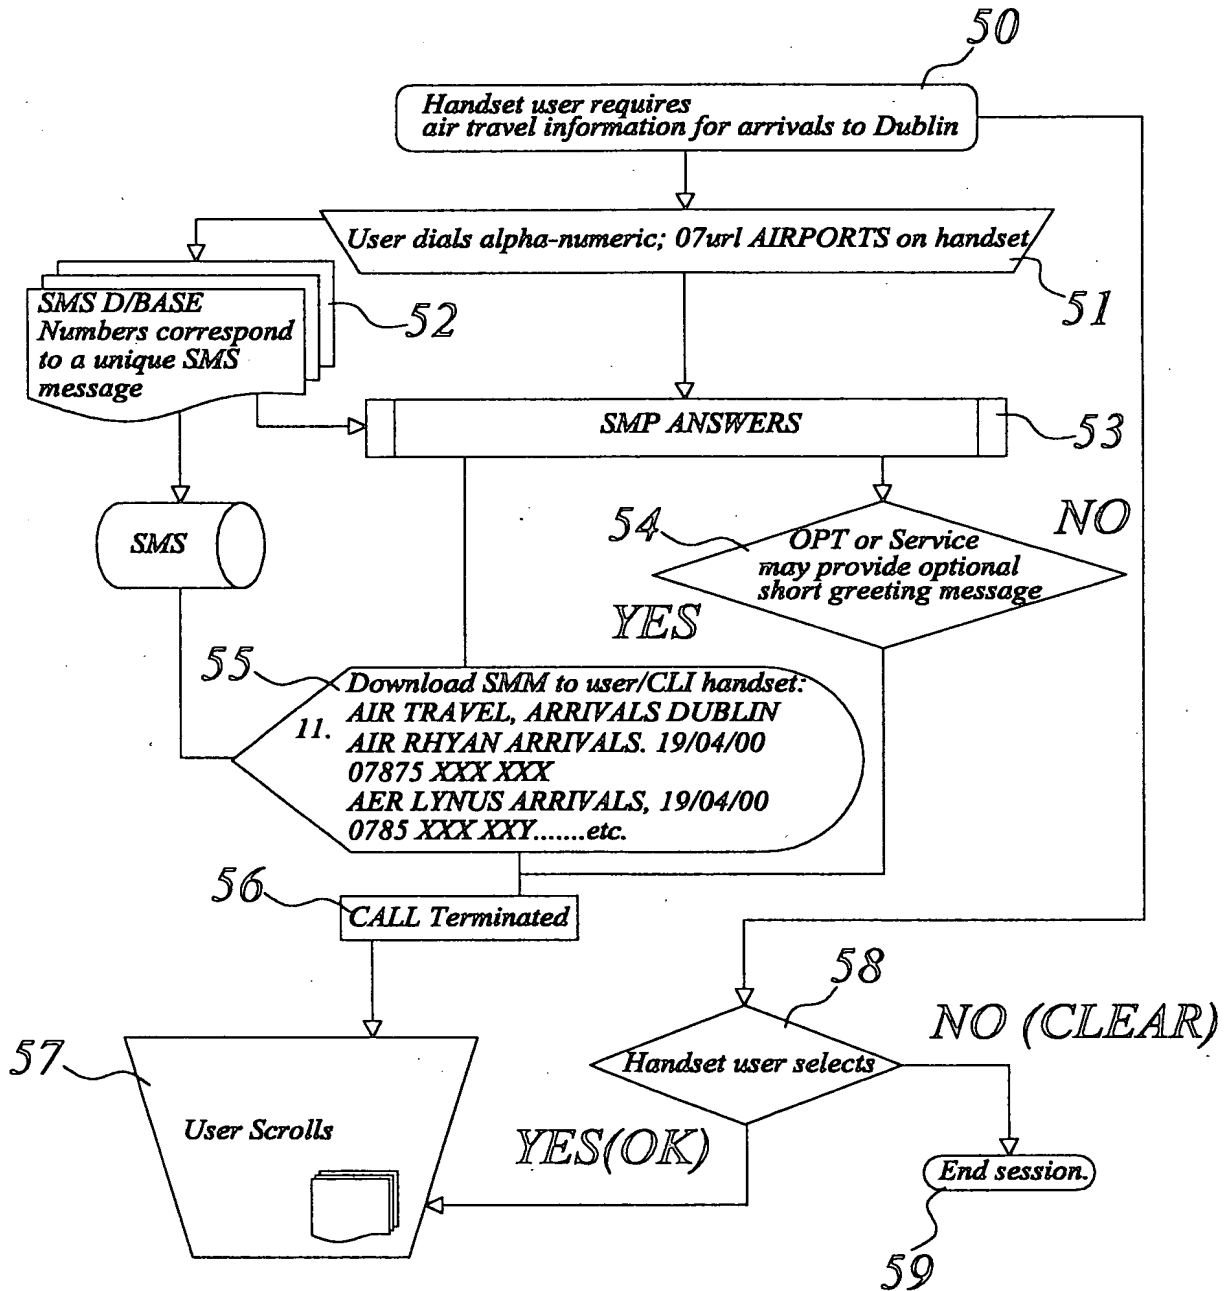 50
Handset user requires
air travel information for arrivals to Dublin
User dials alpha-numeric; 07url AIRPORTS on handset
51
SMS D/BASE
Numbers correspond
to a unique SMS
message
52
SMP ANSWERS
53
SMS
54
OPT or Service
may provide optional
short greeting message
NO
YES
55
Download SMM to user/CLI handset:
AIR TRAVEL, ARRIVALS DUBLIN
11.
AIR RHYAN ARRIVALS. 19/04/00
07875 XXX XXX
AER LYNUS ARRIVALS, 19/04/00
0785 XXX XXY.......etc.
56
CALL Terminated
58
Handset user selects
NO (CLEAR)
57
User Scrolls
YES(OK)
End session.
59